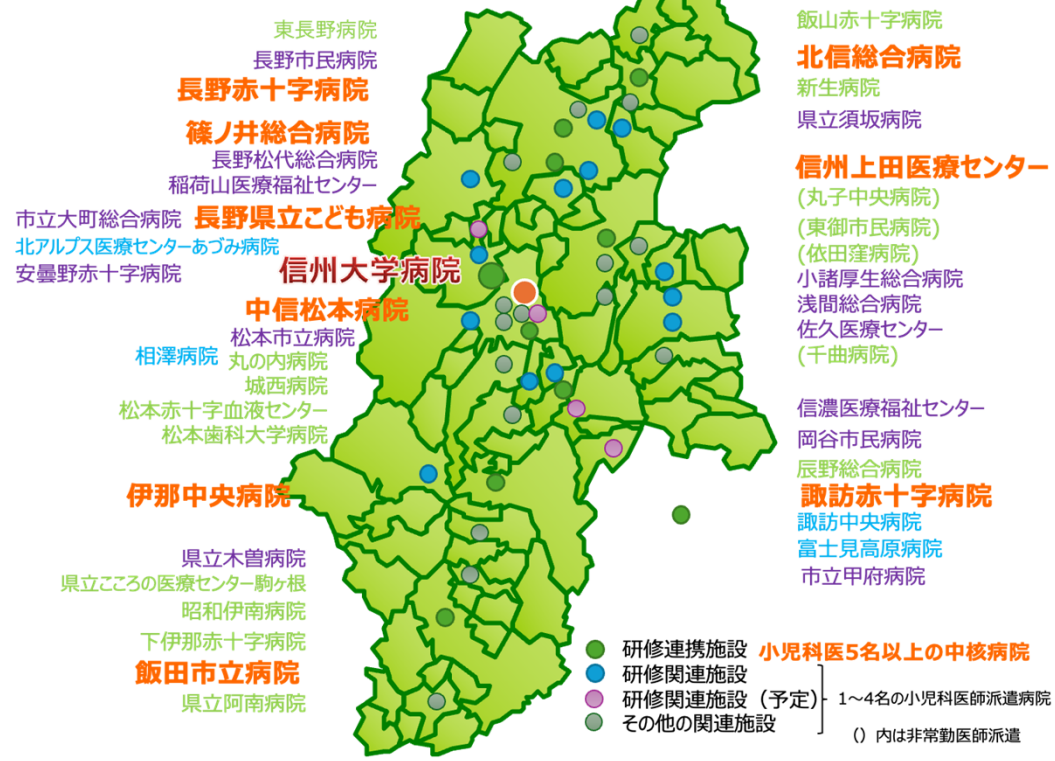 東長野病院
長野市民病院
長野赤十字病院
篠ノ井総合病院
長野松代総合病院
稲荷山医療福祉センター
市立大町総合病院 長野県立こども病院
北アルプス医療センターあづみ病院
安曇野赤十字病院
信州大学病院
中信松本病院
松本市立病院
相澤病院 丸の内病院
城西病院
松本赤十字血液センター
松本歯科大学病院
伊那中央病院
県立木曽病院
県立こころの医療センター駒ヶ根
昭和伊南病院
下伊那赤十字病院
飯田市立病院
県立阿南病院
飯山赤十字病院
北信総合病院
新生病院
県立須坂病院
信州上田医療センター
(丸子中央病院)
(東御市民病院)
(依田窪病院)
小諸厚生総合病院
浅間総合病院
佐久医療センター
(千曲病院)
信濃医療福祉センター
岡谷市民病院
辰野総合病院
諏訪赤十字病院
諏訪中央病院
富士見高原病院
市立甲府病院
研修連携施設 小児科医5名以上の中核病院
研修関連施設
研修関連施設（予定） 1～4名の小児科医師派遣病院
その他の関連施設
（）内は非常勤医師派遣